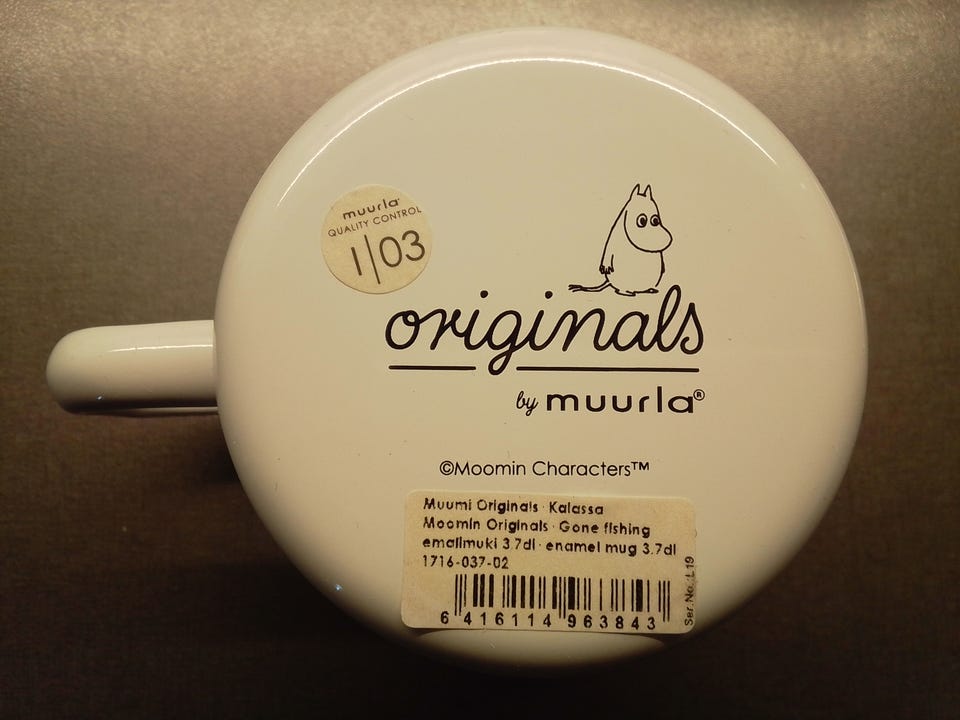 muurla
QUALITY CONTROL
1|03
originals
by muurla®
©Moomin Characters™
Muumi Originals · Kalassa
Moomin Originals · Gone fishing
emalimuki 3.7dl · enamel mug 3.7dl
1716-037-02
6 416114 963843
Ser.No.:L19